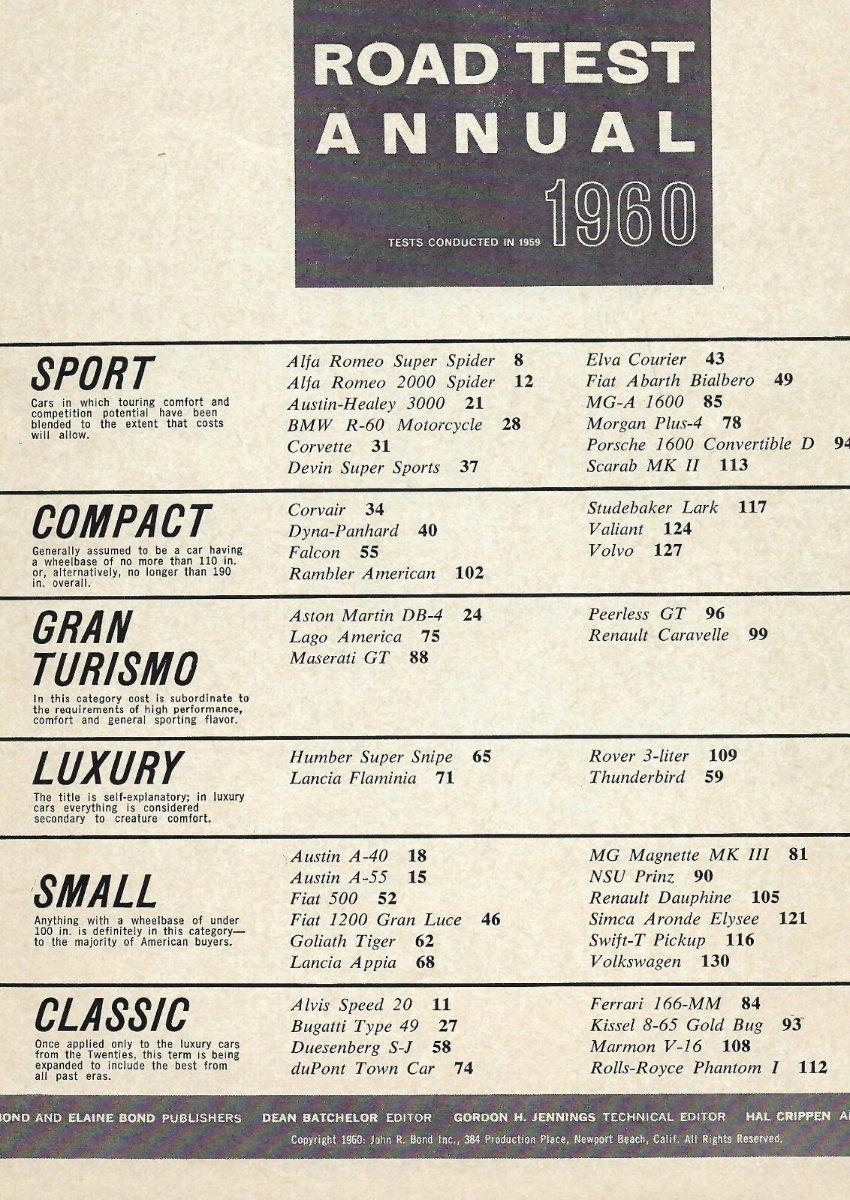 ROAD TEST
ANNUAL
TESTS CONDUCTED IN 1959 1960
SPORT
Cars in which touring comfort and
competition potential have been
blended to the extent that costs
will allow.
Alfa Romeo Super Spider 8
Alfa Romeo 2000 Spider 12
Austin-Healey 3000 21
BMW R-60 Motorcycle 28
Corvette 31
Devin Super Sports 37
Elva Courier 43
Fiat Abarth Bialbero 49
MG-A 1600 85
Morgan Plus-4 78
Porsche 1600 Convertible D 94
Scarab MK II 113
COMPACT
Generally assumed to be a car having
a wheelbase of no more than 110 in.
or, alternatively, no longer than 190
in. overall.
Corvair 34
Dyna-Panhard 40
Falcon 55
Rambler American 102
Studebaker Lark 117
Valiant 124
Volvo 127
GRAN
TURISMO
In this category cost is subordinate to
the requirements of high performance,
comfort and general sporting flavor.
Aston Martin DB-4 24
Lago America 75
Maserati GT 88
Peerless GT 96
Renault Caravelle 99
LUXURY
The title is self-explanatory; in luxury
cars everything is considered
secondary to creature comfort.
Humber Super Snipe 65
Lancia Flaminia 71
Rover 3-liter 109
Thunderbird 59
SMALL
Anything with a wheelbase of under
100 in. is definitely in this category—
to the majority of American buyers.
Austin A-40 18
Austin A-55 15
Fiat 500 52
Fiat 1200 Gran Luce 46
Goliath Tiger 62
Lancia Appia 68
MG Magnette MK III 81
NSU Prinz 90
Renault Dauphine 105
Simca Aronde Elysee 121
Swift-T Pickup 116
Volkswagen 130
CLASSIC
Once applied only to the luxury cars
from the Twenties, this term is being
expanded to include the best from
all past eras.
Alvis Speed 20 11
Bugatti Type 49 27
Duesenberg S-J 58
duPont Town Car 74
Ferrari 166-MM 84
Kissel 8-65 Gold Bug 93
Marmon V-16 108
Rolls-Royce Phantom I 112
OND AND ELAINE BOND PUBLISHERS DEAN BATCHELOR EDITOR GORDON H. JENNINGS TECHNICAL EDITOR HAL CRIPPEN
Copyright 1960: John R. Bond Inc., 384 Production Place, Newport Beach, Calif. All Rights Reserved.